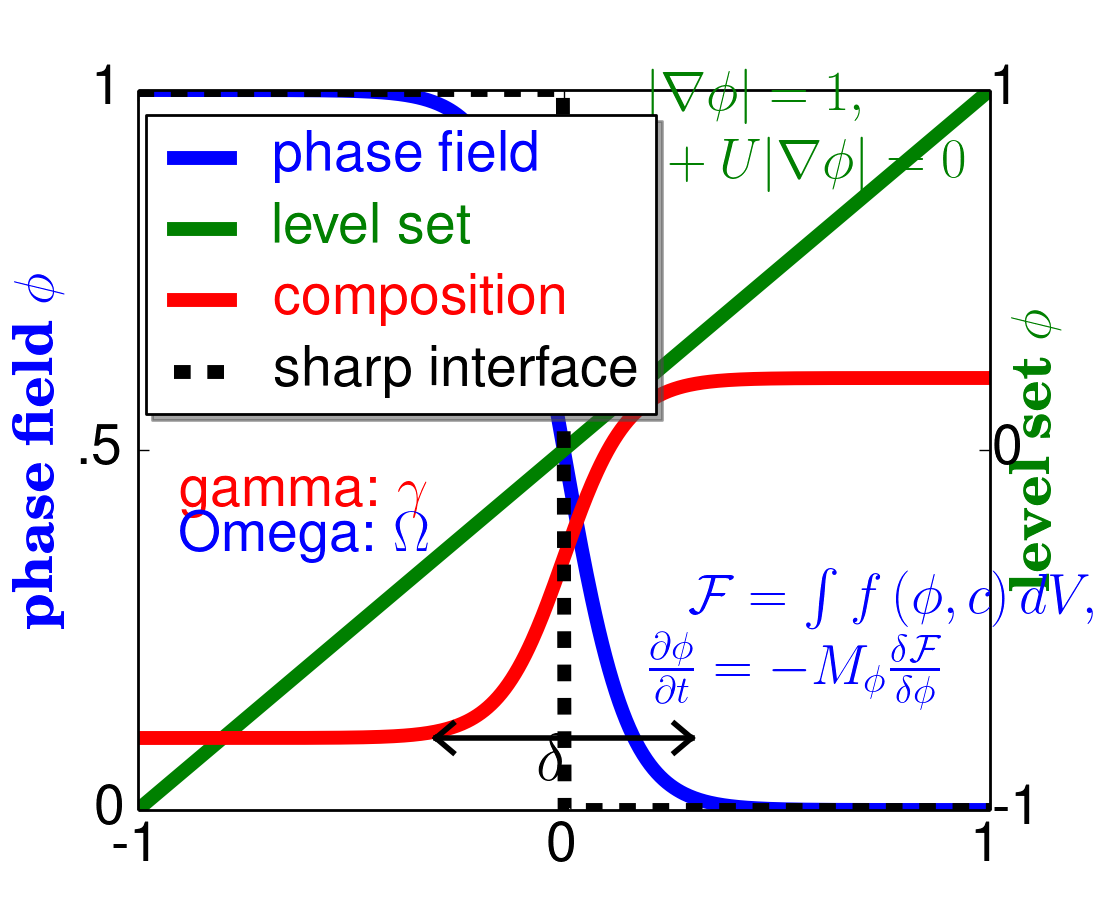 1
1
|∇ϕ| = 1,
+ U|∇ϕ| = 0
phase field
level set
composition
sharp interface
phase field ϕ
level set ϕ
.5
0
gamma: γ
Omega: Ω
ℱ = ∫ f (ϕ, c) dV,
∂ϕ/∂t = −M_ϕ δℱ/δϕ
δ
0
-1
-1
0
1